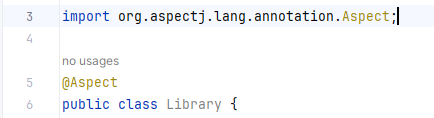 3 import org.aspectj.lang.annotation.Aspect;
4
no usages
5 @Aspect
6 public class Library {